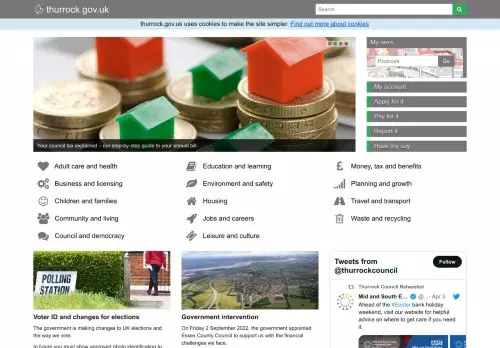 thurrock.gov.uk
Search
thurrock.gov.uk uses cookies to make the site simpler. Find out more about cookies
My area
Postcode
Go
My account
Apply for it
Pay for it
Report it
Have my say
Your council tax explained – our step-by-step guide to your annual bill.
Adult care and health
Education and learning
Money, tax and benefits
Business and licensing
Environment and safety
Planning and growth
Children and families
Housing
Travel and transport
Community and living
Jobs and careers
Waste and recycling
Council and democracy
Leisure and culture
POLLING
STATION
Voter ID and changes for elections
The government is making changes to UK elections and
the way we vote.
In future you must show approved photo identification to
Government intervention
On Friday 2 September 2022, the government appointed
Essex County Council to support us with the financial
challenges we face.
Tweets from
@thurrockcouncil
Follow
Thurrock Council Retweeted
Mid and South E... @... · Apr 3
Ahead of the #Easter bank holiday
weekend, visit our website for helpful
advice on where to get care if you need
it.
NHS